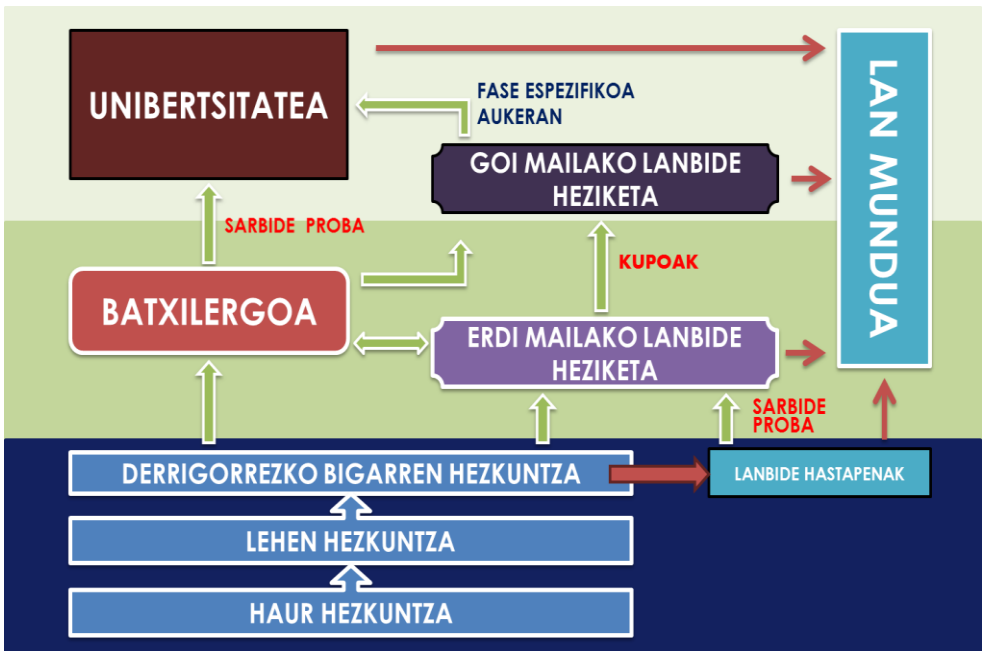 UNIBERTSITATEA
FASE ESPEZIFIKOA
AUKERAN
LAN MUNDUA
GOI MAILAKO LANBIDE
HEZIKETA
SARBIDE PROBA
KUPOAK
BATXILERGOA
ERDI MAILAKO LANBIDE
HEZIKETA
SARBIDE
PROBA
DERRIGORREZKO BIGARREN HEZKUNTZA
LANBIDE HASTAPENAK
LEHEN HEZKUNTZA
HAUR HEZKUNTZA